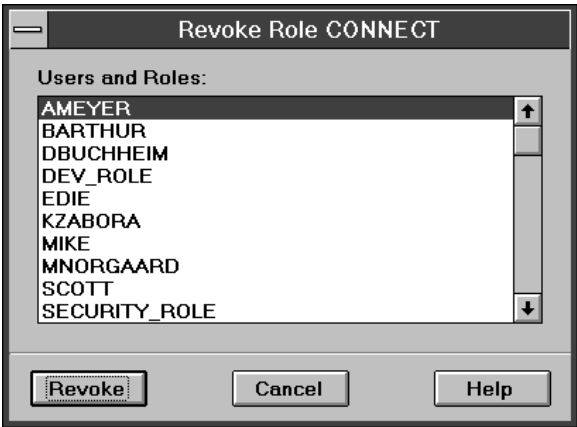 Revoke Role CONNECT
Users and Roles:
AMEYER
BARTHUR
DBUCHHEIM
DEV_ROLE
EDIE
KZABORA
MIKE
MNORGAARD
SCOTT
SECURITY_ROLE
Revoke Cancel Help